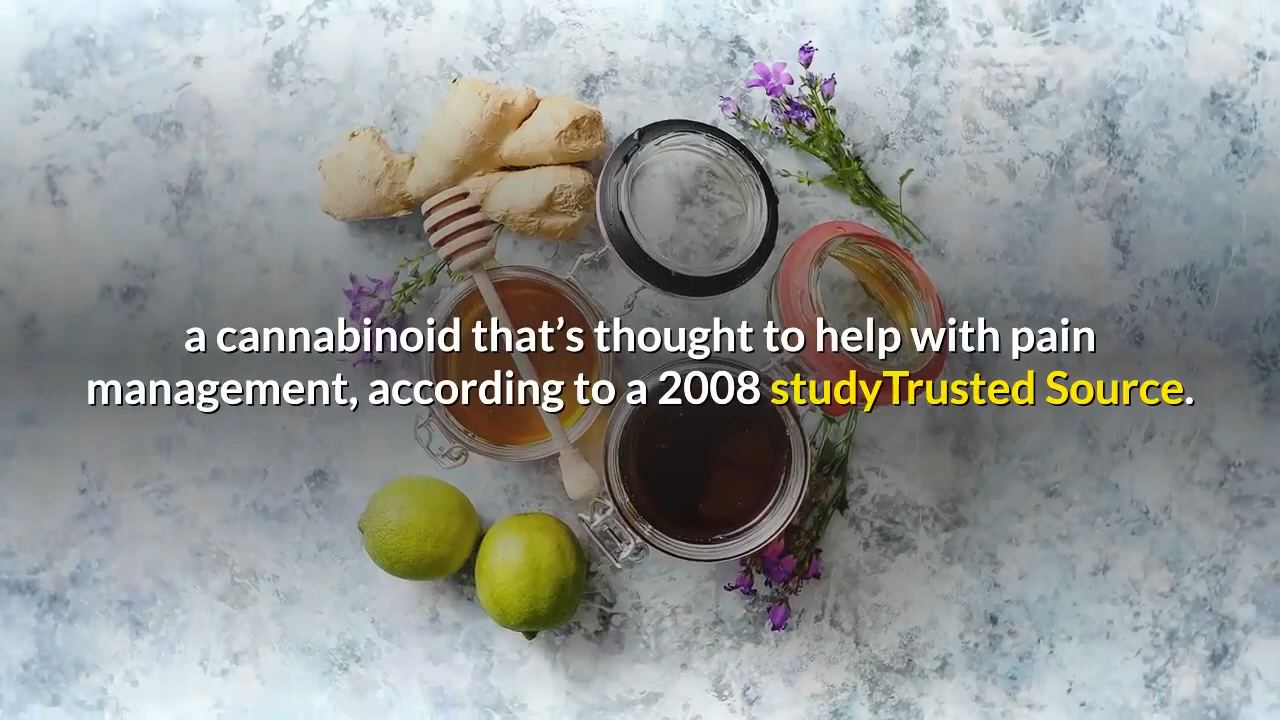 a cannabinoid that’s thought to help with pain
management, according to a 2008 studyTrusted Source.